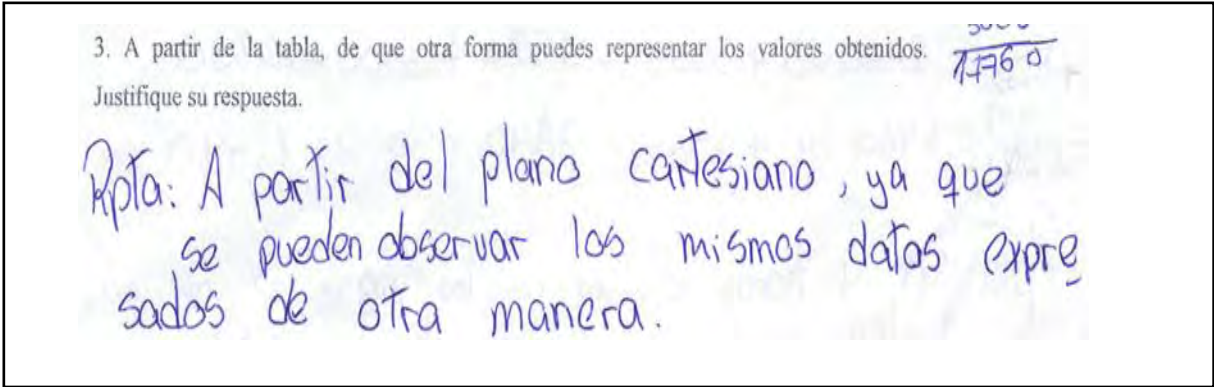 3. A partir de la tabla, de que otra forma puedes representar los valores obtenidos.
17760
Justifique su respuesta.
Rpta: A partir del plano cartesiano, ya que
se pueden observar los mismos datos expre
sados de otra manera.